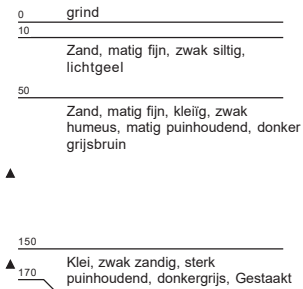 0 grind
10
Zand, matig fijn, zwak siltig,
lichtgeel
50
Zand, matig fijn, kleiïg, zwak
humeus, matig puinhoudend, donker
grijsbruin
150
Klei, zwak zandig, sterk
170 puinhoudend, donkergrijs, Gestaakt